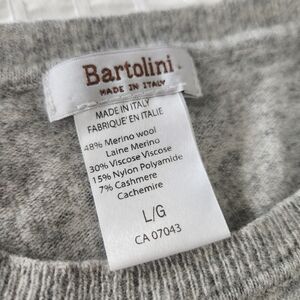 Bartolini
MADE IN ITALY
MADE IN ITALY
FABRIQUE' EN ITALIE
48% Merino wool
Laine Merino
30% Viscose Viscose
15% Nylon Polyamide
7% Cashmere
Cachemire
L/G
CA 07043